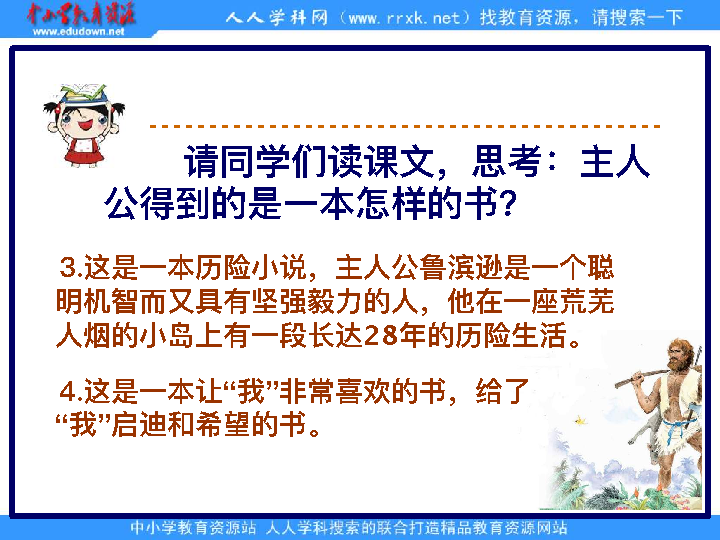 中小学教育资源
www.edudown.net
人人学科网（www.rrxk.net）找教育资源，请搜索一下
请同学们读课文，思考：主人
公得到的是一本怎样的书？
3.这是一本历险小说，主人公鲁滨逊是一个聪
明机智而又具有坚强毅力的人，他在一座荒芜
人烟的小岛上有一段长达28年的历险生活。
4.这是一本让“我”非常喜欢的书，给了
“我”启迪和希望的书。
中小学教育资源站 人人学科搜索的联合打造精品教育资源网站